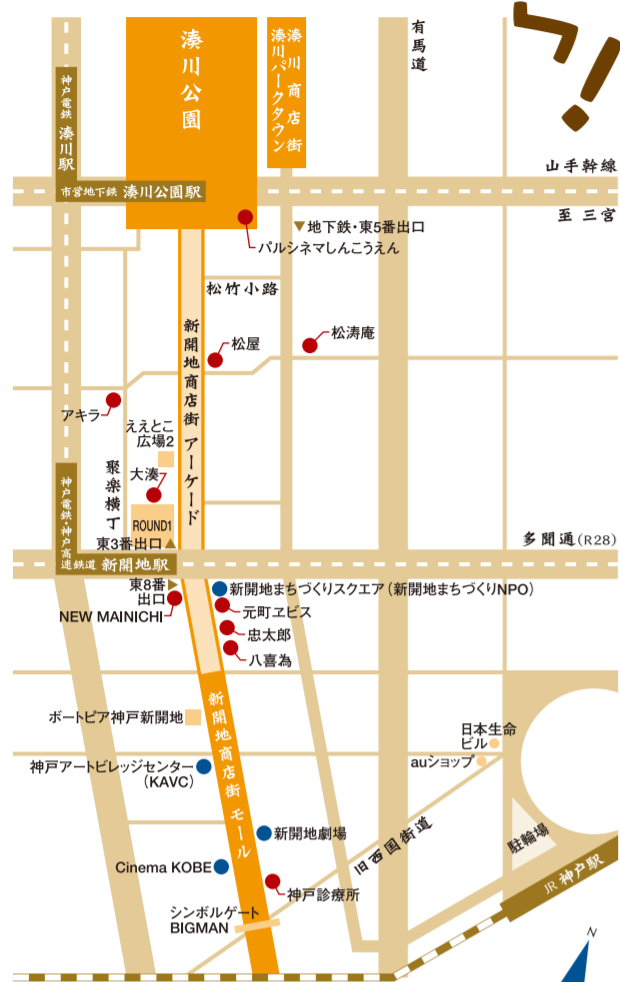 湊川公園
湊川パークタウン
湊川商店街
有馬道
神戸電鉄
湊川駅
市営地下鉄 湊川公園駅
山手幹線
至 三宮
▼地下鉄・東5番出口
パルシネマしんこうえん
松竹小路
新開地商店街 アーケード
松屋
松涛庵
アキラ
ええとこ
広場2
聚楽横丁
大湊
ROUND1
東3番出口▲
神戸電鉄・神戸高
速鉄道 新開地駅
多聞通(R28)
東8番▶
出口
NEW MAINICHI
新開地まちづくりスクエア(新開地まちづくりNPO)
元町ヱビス
忠太郎
八喜為
新開地商店街 モール
ボートピア神戸新開地
日本生命
ビル
auショップ
神戸アートビレッジセンター
(KAVC)
新開地劇場
旧西国街道
駐輪場
Cinema KOBE
神戸診療所
JR 神戸駅
シンボルゲート
BIGMAN
N